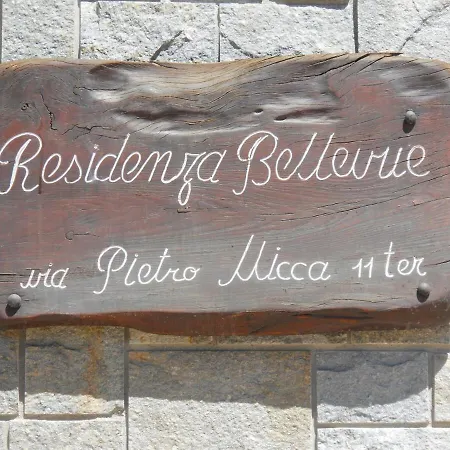 Residenza Bellevue
via Pietro Micca 11 ter